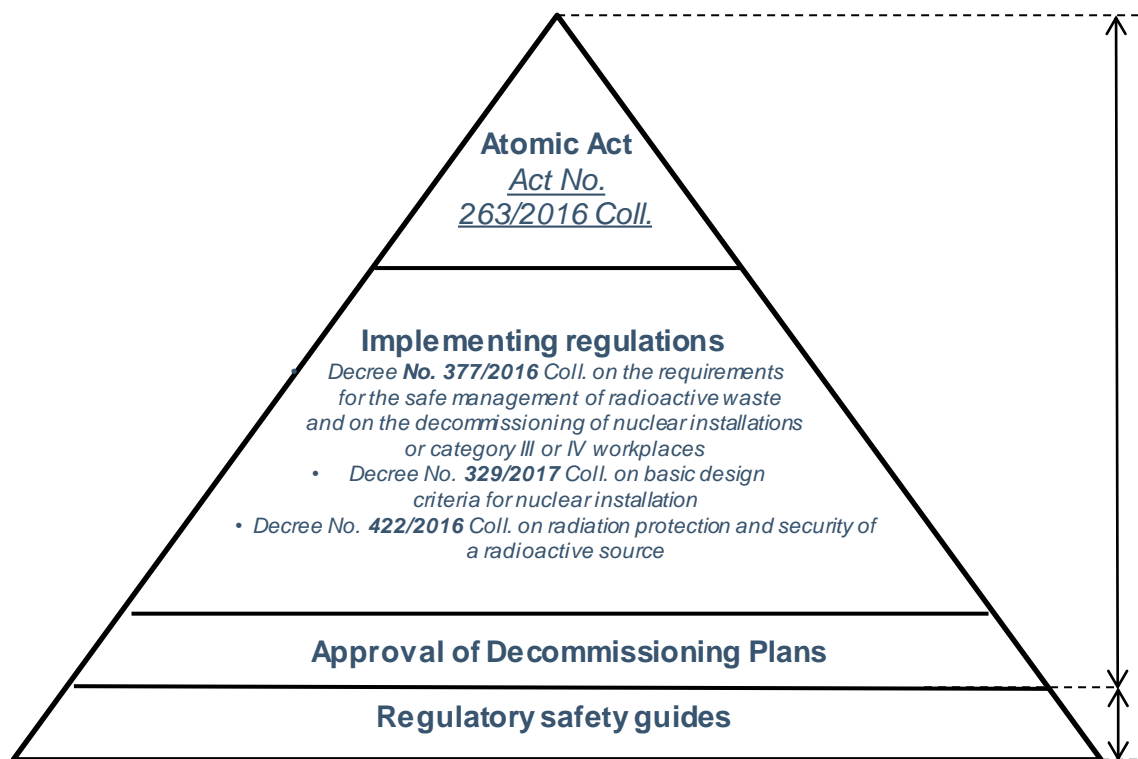 Atomic Act
Act No.
263/2016 Coll.
Implementing regulations
• Decree No. 377/2016 Coll. on the requirements
for the safe management of radioactive waste
and on the decommissioning of nuclear installations
or category III or IV workplaces
• Decree No. 329/2017 Coll. on basic design
criteria for nuclear installation
• Decree No. 422/2016 Coll. on radiation protection and security of
a radioactive source
Approval of Decommissioning Plans
Regulatory safety guides